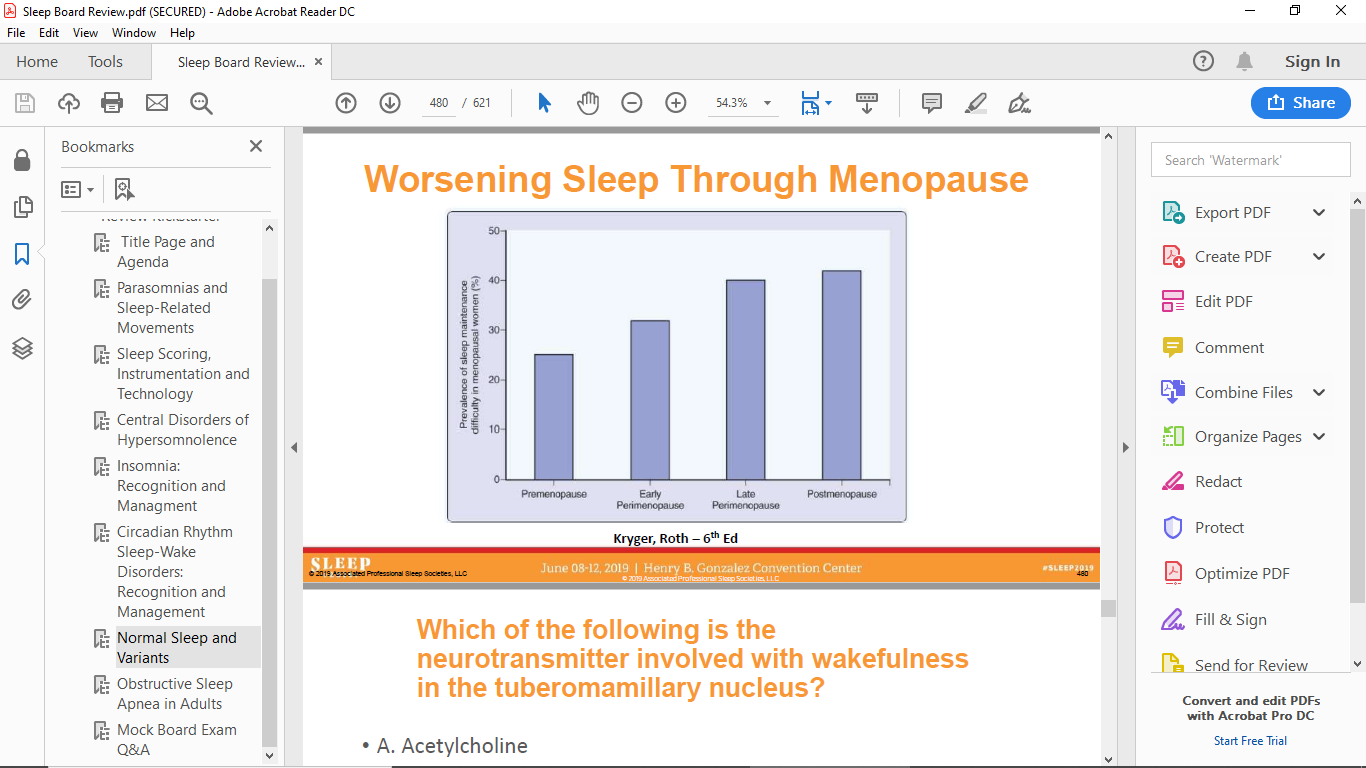 Sleep Board Review.pdf (SECURED) - Adobe Acrobat Reader DC
File Edit View Window Help
Home Tools Sleep Board Review... × Sign In
480 / 621 54.3% Share
Bookmarks
Review Kickstarter
Title Page and
Agenda
Parasomnias and
Sleep-Related
Movements
Sleep Scoring,
Instrumentation and
Technology
Central Disorders of
Hypersomnolence
Insomnia:
Recognition and
Managment
Circadian Rhythm
Sleep-Wake
Disorders:
Recognition and
Management
Normal Sleep and
Variants
Obstructive Sleep
Apnea in Adults
Mock Board Exam
Q&A
Worsening Sleep Through Menopause
Prevalence of sleep maintenance
difficulty in menopausal women (%)
50
40
30
20
10
0
Premenopause Early Late Postmenopause
Perimenopause Perimenopause
Kryger, Roth – 6th Ed
SLEEP
© 2019 Associated Professional Sleep Societies, LLC
June 08-12, 2019 | Henry B. Gonzalez Convention Center
© 2019 Associated Professional Sleep Societies, LLC
#SLEEP2019
480
Which of the following is the
neurotransmitter involved with wakefulness
in the tuberomamillary nucleus?
• A. Acetylcholine
Search 'Watermark'
Export PDF
Create PDF
Edit PDF
Comment
Combine Files
Organize Pages
Redact
Protect
Optimize PDF
Fill & Sign
Send for Review
Convert and edit PDFs
with Acrobat Pro DC
Start Free Trial